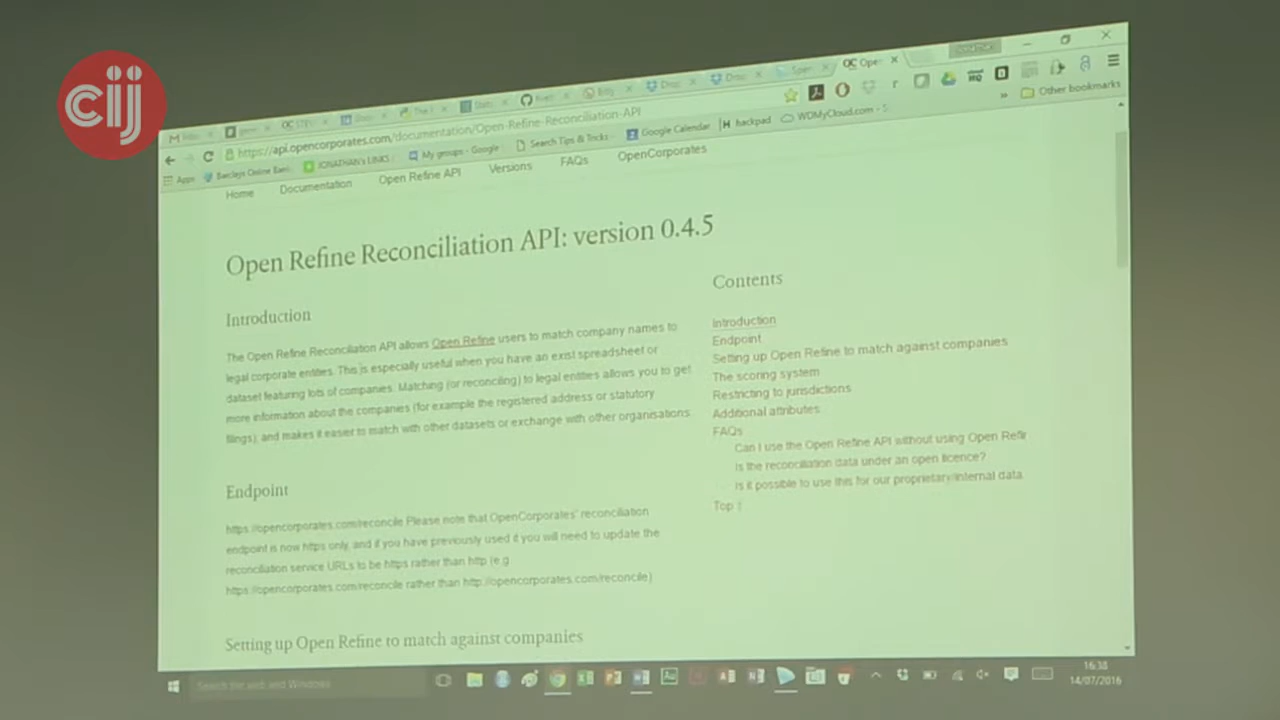 cij
https://api.opencorporates.com/documentation/Open-Refine-Reconciliation-API
Apps
Barclays Online Bank
JONATHAN's LINKS
My groups - Google
Search Tips & Tricks
Google Calendar
hackpad
WDMyCloud.com - S
»
Other bookmarks
Home
Documentation
Open Refine API
Versions
FAQs
OpenCorporates
Open Refine Reconciliation API: version 0.4.5
Introduction
The Open Refine Reconciliation API allows Open Refine users to match company names to
legal corporate entities. This is especially useful when you have an exist spreadsheet or
dataset featuring lots of companies. Matching (or reconciling) to legal entities allows you to get
more information about the companies (for example the registered address or statutory
filings), and makes it easier to match with other datasets or exchange with other organisations
Endpoint
https://opencorporates.com/reconcile Please note that OpenCorporates' reconciliation
endpoint is now https only, and if you have previously used it you will need to update the
reconciliation service URLs to be https rather than http (e.g
https://opencorporates.com/reconcile rather than http://opencorporates.com/reconcile)
Setting up Open Refine to match against companies
Contents
Introduction
Endpoint
Setting up Open Refine to match against companies
The scoring system
Restricting to jurisdictions
Additional attributes
FAQs
Can I use the Open Refine API without using Open Refir
Is the reconciliation data under an open licence?
Is it possible to use this for our proprietary/internal data
Top ↑
Search the web and Windows
16:38
14/07/2016